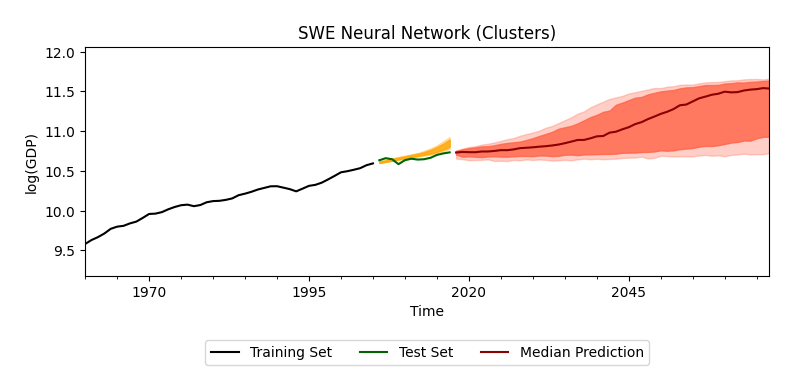 SWE Neural Network (Clusters)
12.0
11.5
11.0
10.5
10.0
9.5
log(GDP)
1970 1995 2020 2045
Time
Training Set Test Set Median Prediction